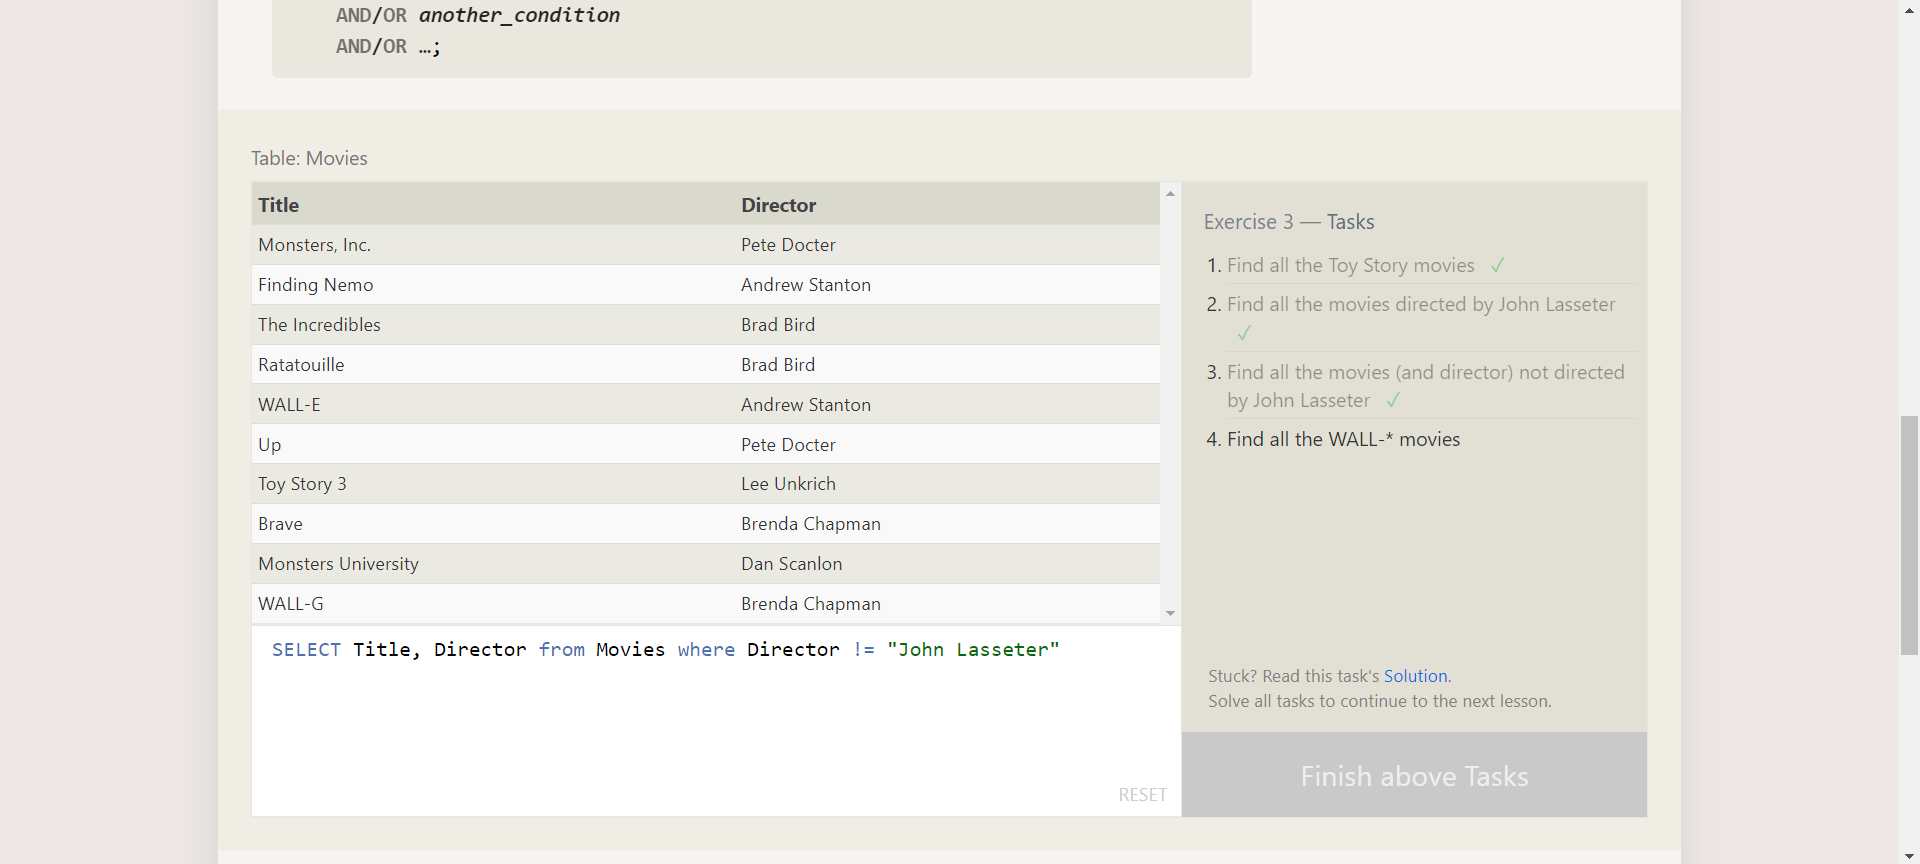 AND/OR another_condition
AND/OR …;
Table: Movies
Title Director
Monsters, Inc. Pete Docter
Finding Nemo Andrew Stanton
The Incredibles Brad Bird
Ratatouille Brad Bird
WALL-E Andrew Stanton
Up Pete Docter
Toy Story 3 Lee Unkrich
Brave Brenda Chapman
Monsters University Dan Scanlon
WALL-G Brenda Chapman
SELECT Title, Director from Movies where Director != "John Lasseter"
RESET
Exercise 3 — Tasks
1. Find all the Toy Story movies ✓
2. Find all the movies directed by John Lasseter
✓
3. Find all the movies (and director) not directed
by John Lasseter ✓
4. Find all the WALL-* movies
Stuck? Read this task's Solution.
Solve all tasks to continue to the next lesson.
Finish above Tasks